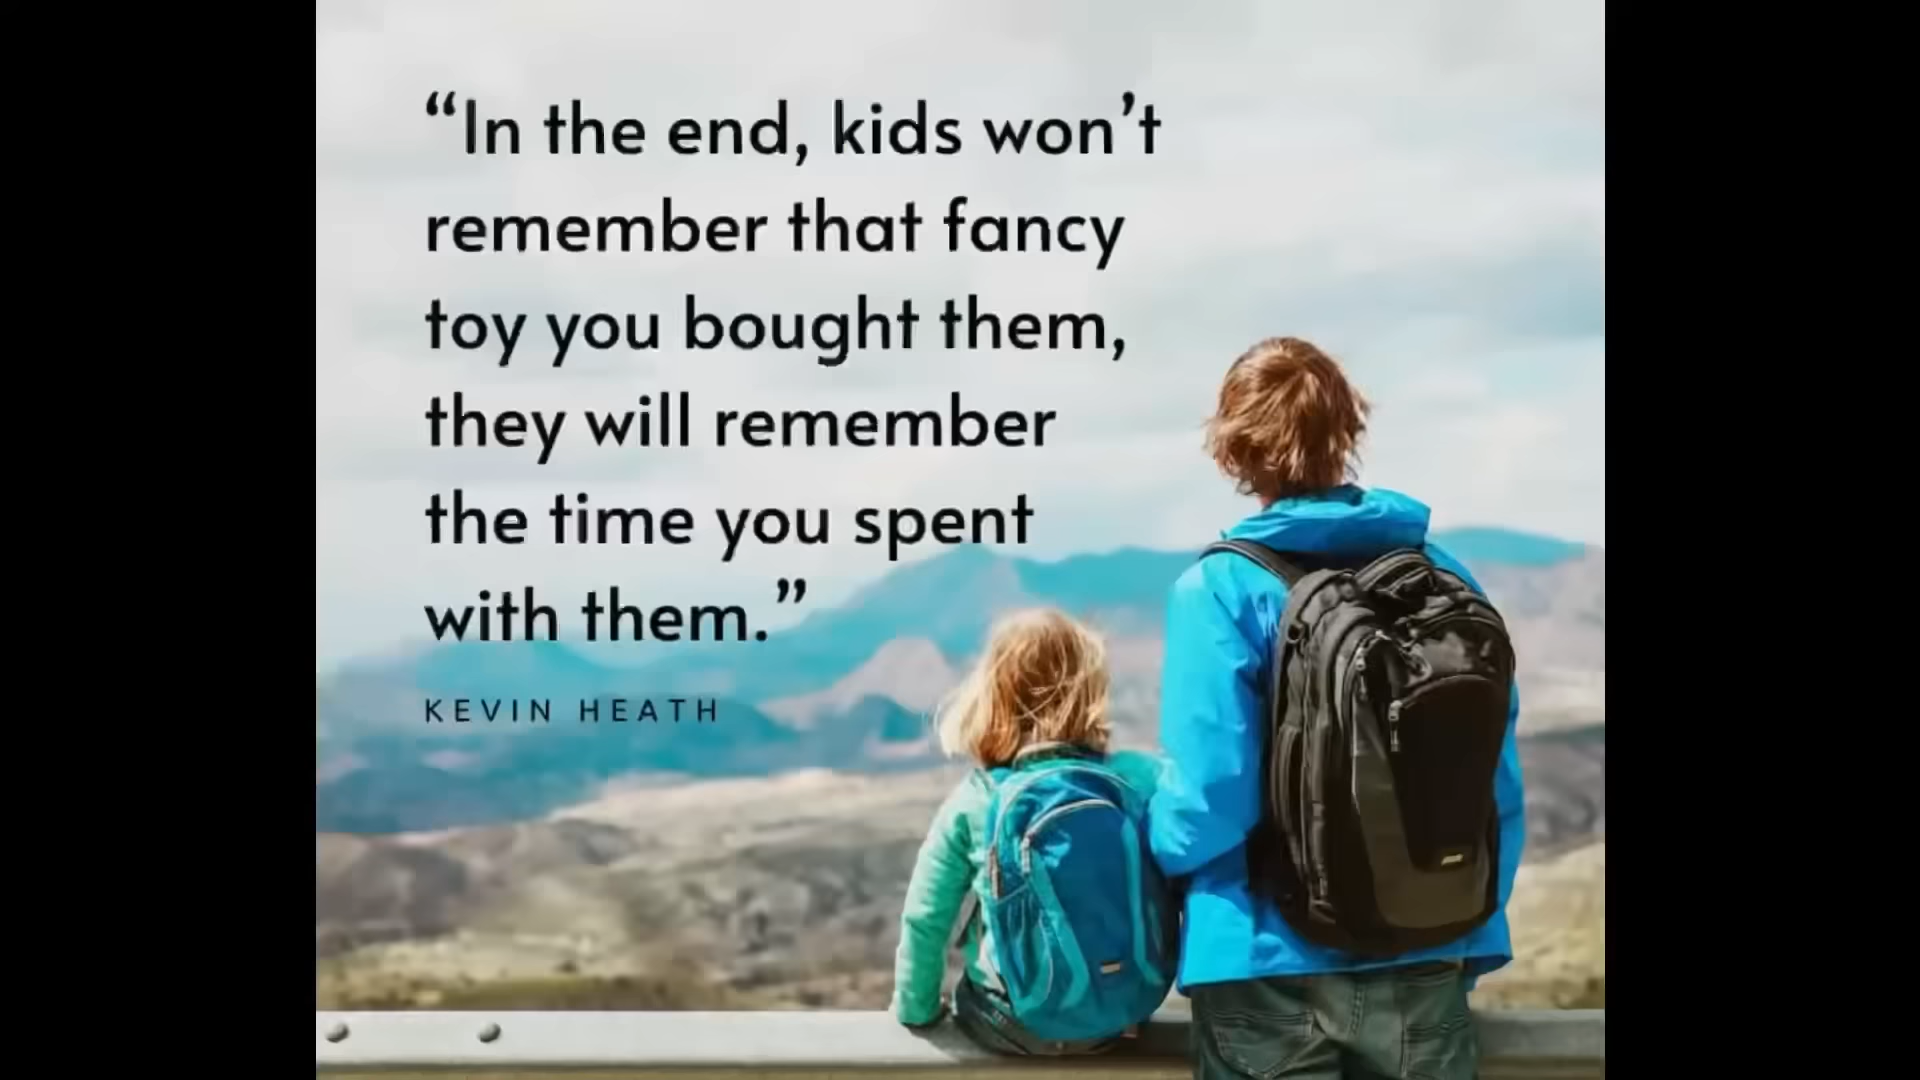 “In the end, kids won’t
remember that fancy
toy you bought them,
they will remember
the time you spent
with them.”
KEVIN HEATH